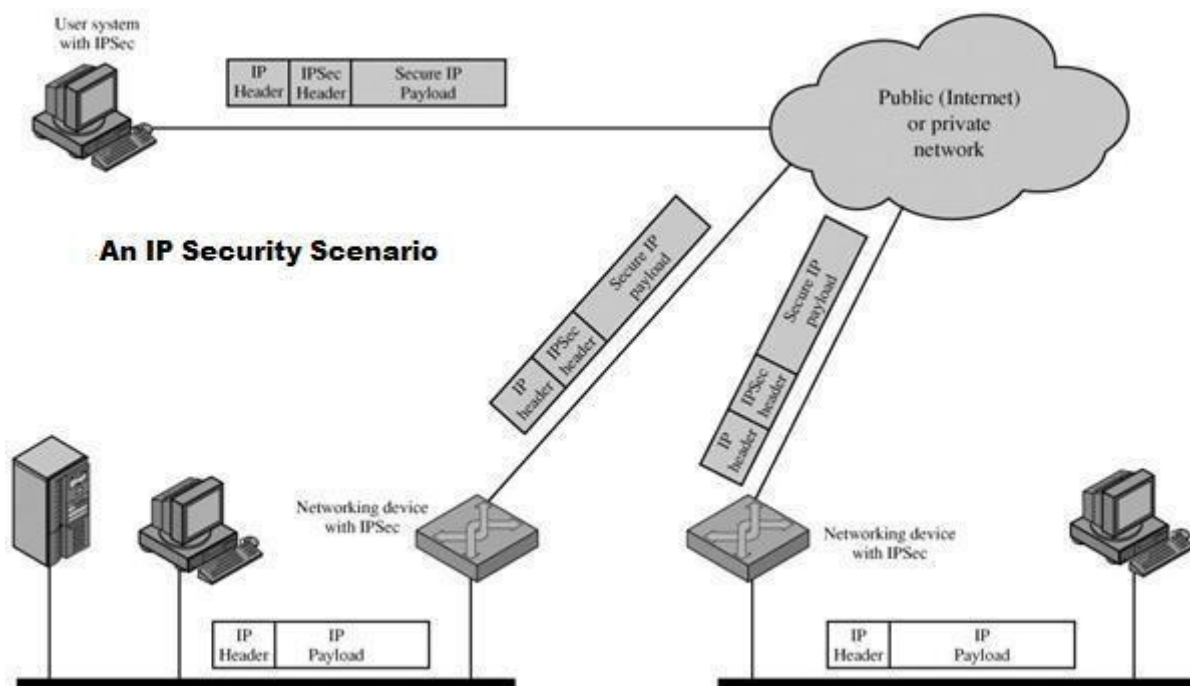 User system
with IPSec
IP
Header
IPSec
Header
Secure IP
Payload
Public (Internet)
or private
network
An IP Security Scenario
IP
header
IPSec
header
Secure IP
payload
IP
header
IPSec
header
Secure IP
payload
Networking device
with IPSec
Networking device
with IPSec
IP
Header
IP
Payload
IP
Header
IP
Payload